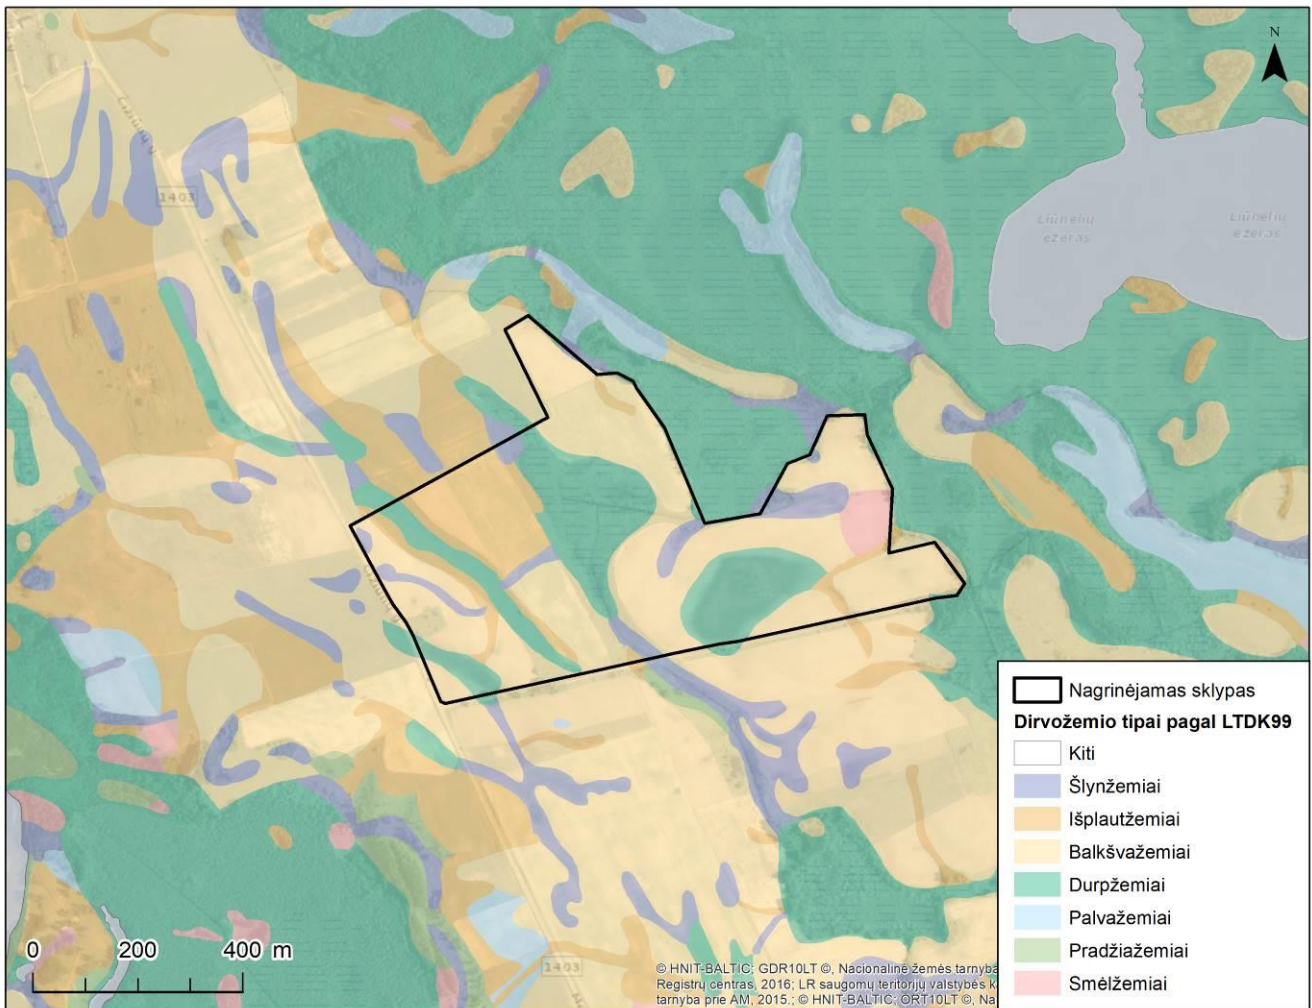 N
Ližiūnų g.
1403
Liūnelių
ežeras
Liūnelių
ežeras
Nagrinėjamas sklypas
Dirvožemio tipai pagal LTDK99
Kiti
Šlynžemiai
Išplautžemiai
Balkšvažemiai
Durpžemiai
Palvažemiai
Pradžiažemiai
Smėlžemiai
0 200 400 m
1403
© HNIT-BALTIC; GDR10LT ©, Nacionalinė žemės tarnyba
Registrų centras, 2016; LR saugomų teritorijų valstybės
tarnyba prie AM, 2015.; © HNIT-BALTIC; ORT10LT ©,